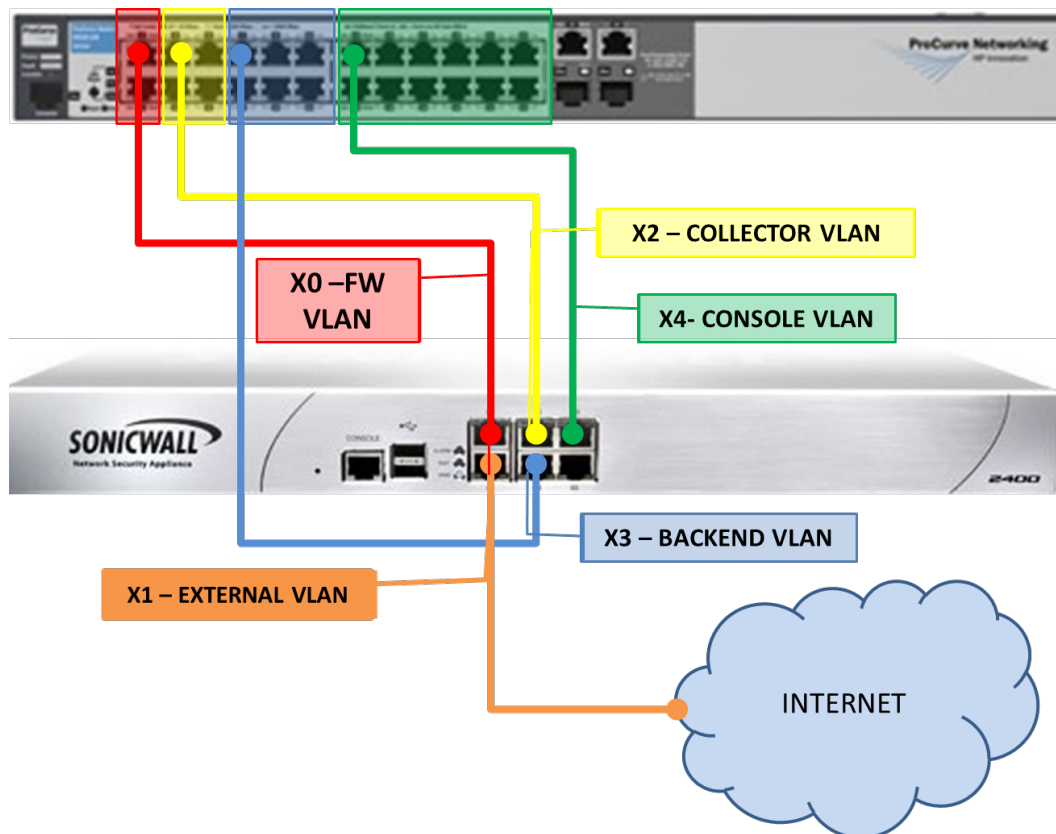 ProCurve
ProCurve Networking
HP Innovation
X2 – COLLECTOR VLAN
X0 –FW
VLAN
X4- CONSOLE VLAN
SONICWALL
Network Security Appliance
CONSOLE
2400
X3 – BACKEND VLAN
X1 – EXTERNAL VLAN
INTERNET